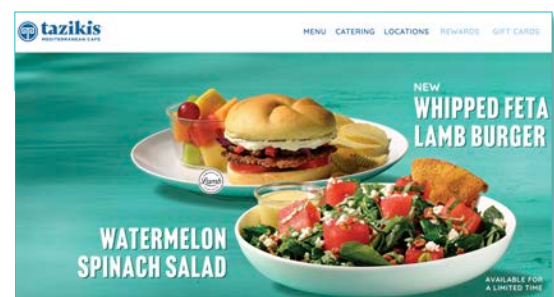 tazikis
MEDITERRANEAN CAFE
MENU CATERING LOCATIONS REWARDS GIFT CARDS
NEW
WHIPPED FETA
LAMB BURGER
Lamb
WATERMELON
SPINACH SALAD
AVAILABLE FOR
A LIMITED TIME